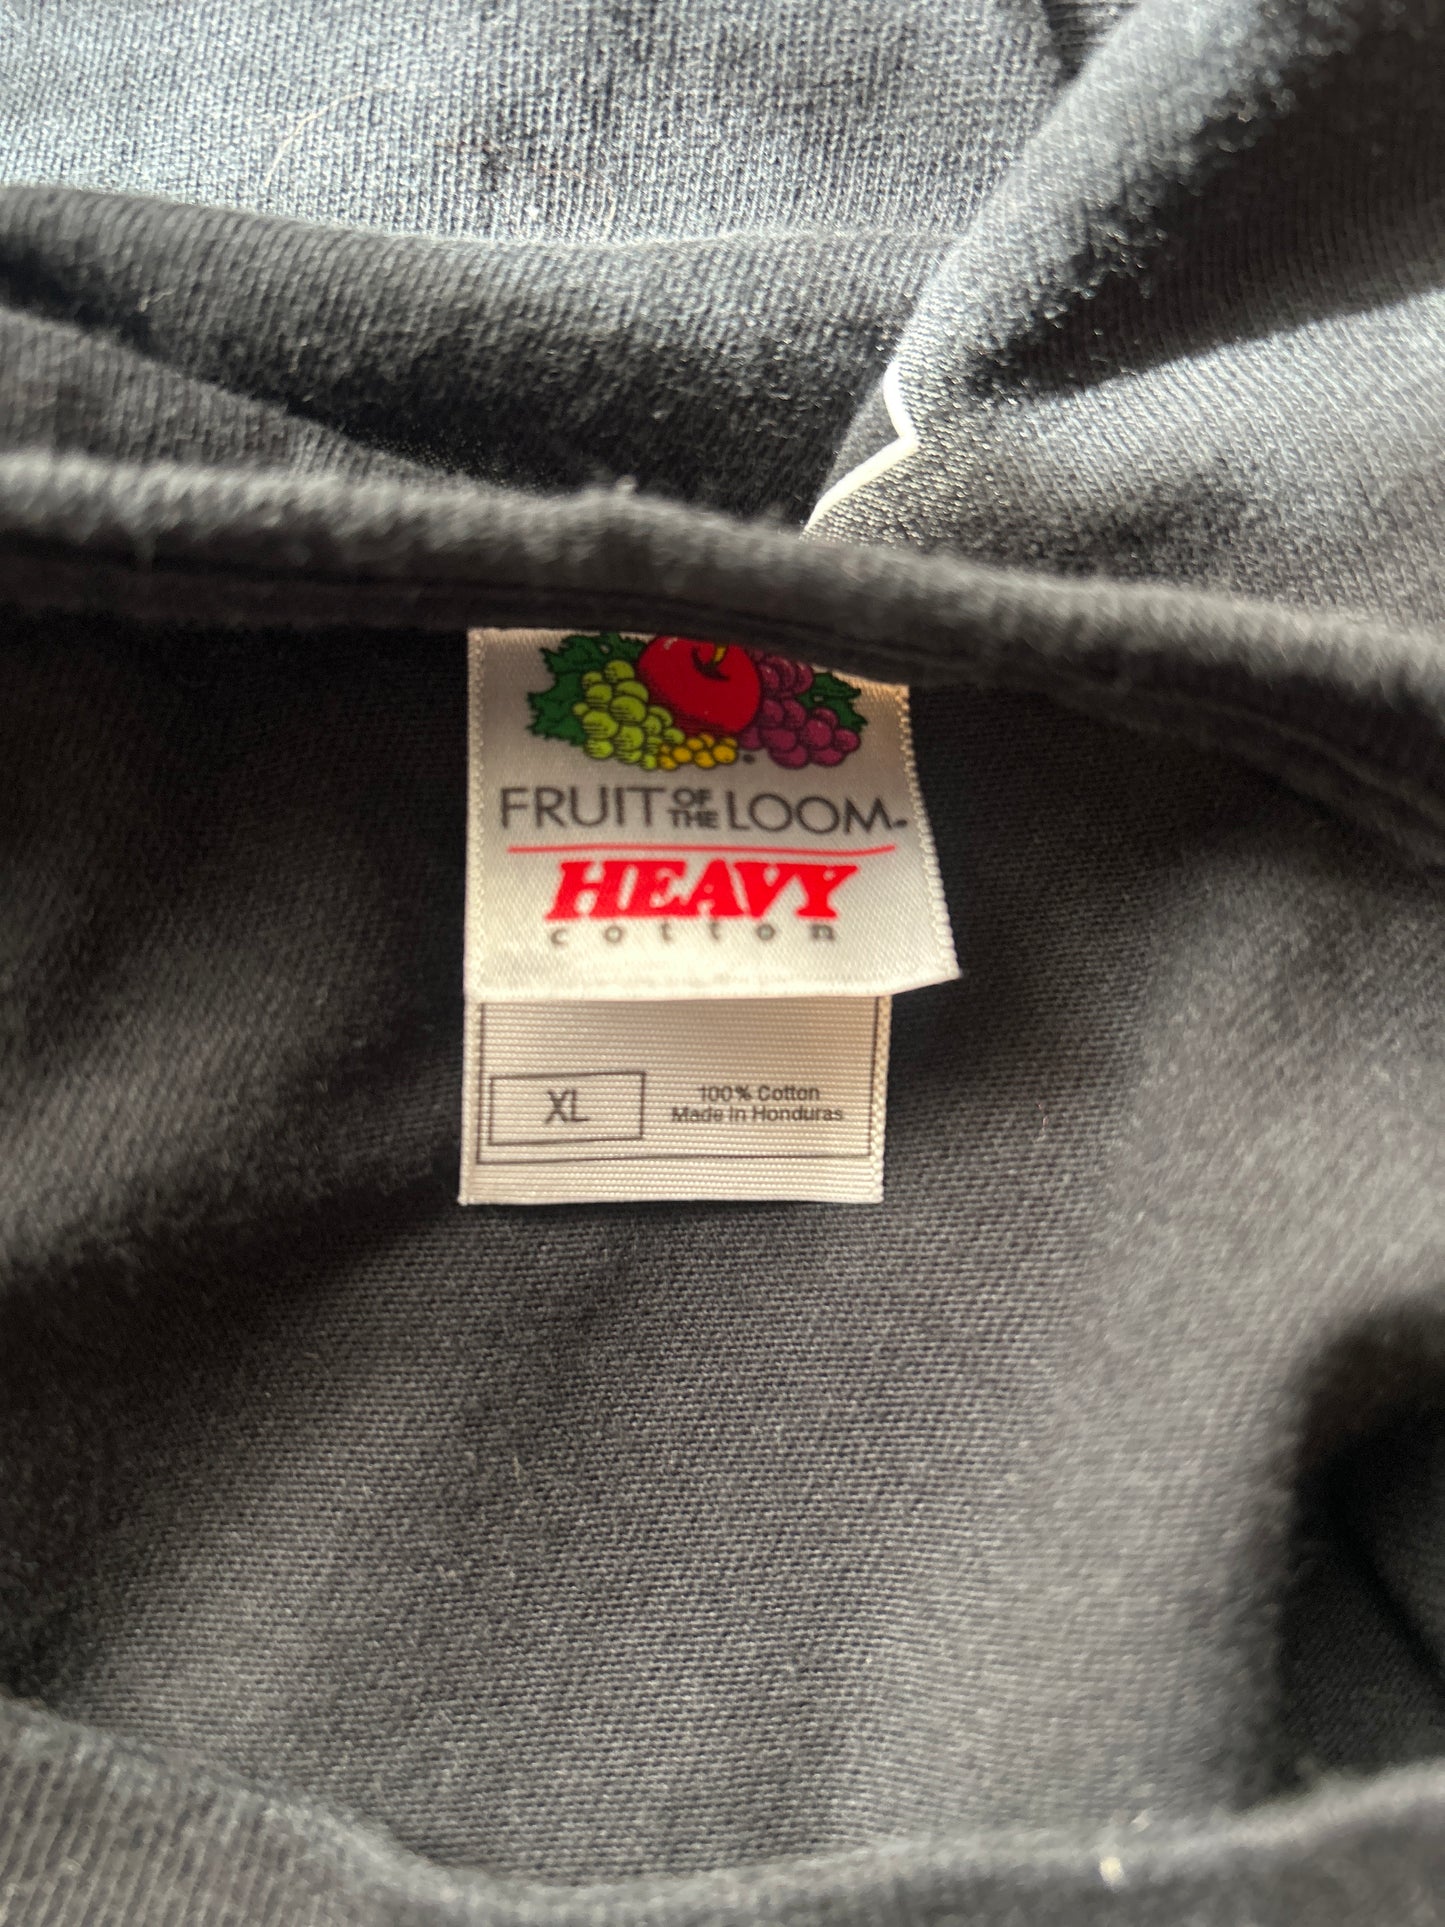 FRUIT OF THE LOOM
HEAVY
cotton
XL
100% Cotton
Made in Honduras